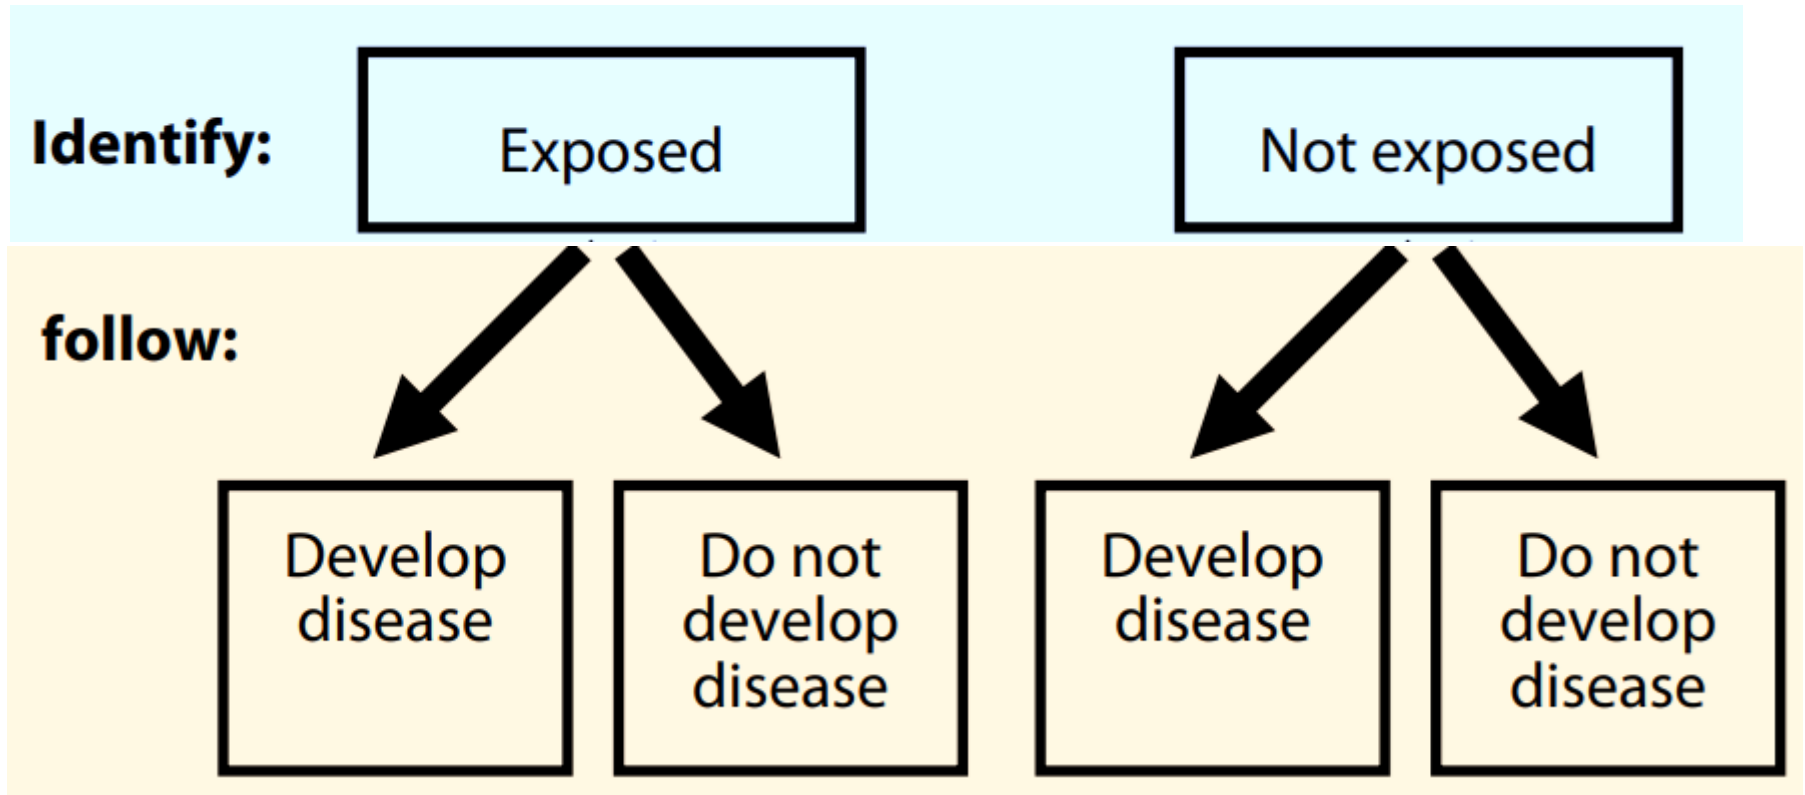 Identify:
Exposed
Not exposed
follow:
Develop
disease
Do not
develop
disease
Develop
disease
Do not
develop
disease